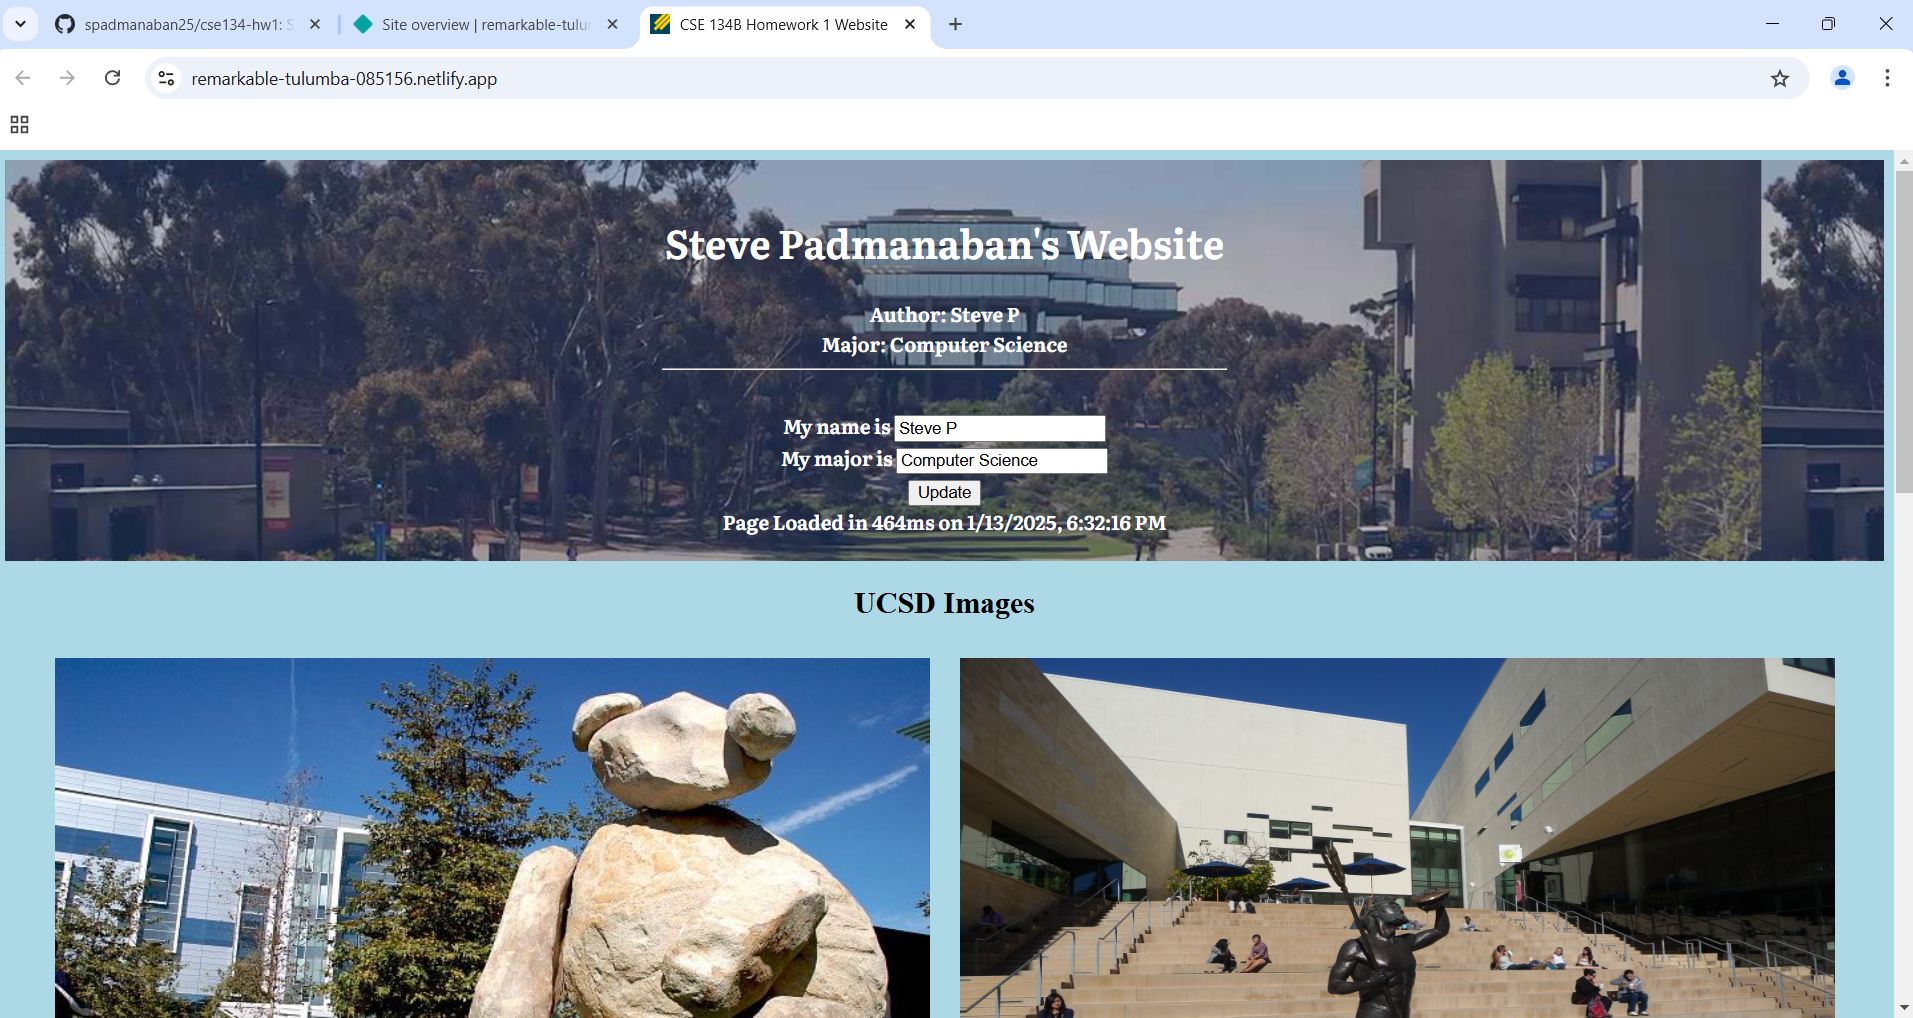 spadmanaban25/cse134-hw1: S
Site overview | remarkable-tulu
CSE 134B Homework 1 Website
remarkable-tulumba-085156.netlify.app
Steve Padmanaban's Website
Author: Steve P
Major: Computer Science
My name is Steve P
My major is Computer Science
Update
Page Loaded in 464ms on 1/13/2025, 6:32:16 PM
UCSD Images